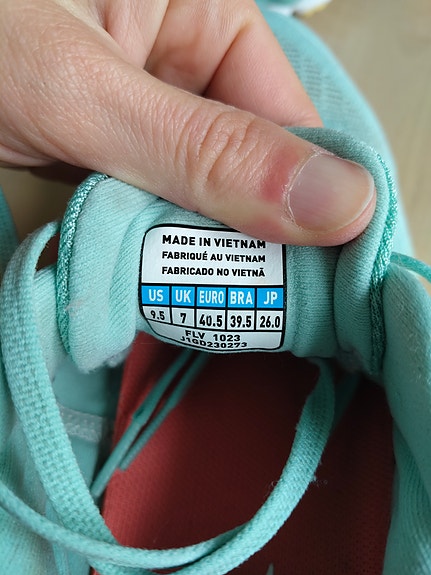 MADE IN VIETNAM
FABRIQUÉ AU VIETNAM
FABRICADO NO VIETNÃ
US UK EURO BRA JP
9.5 7 40.5 39.5 26.0
FLV 1023
J1GD230273